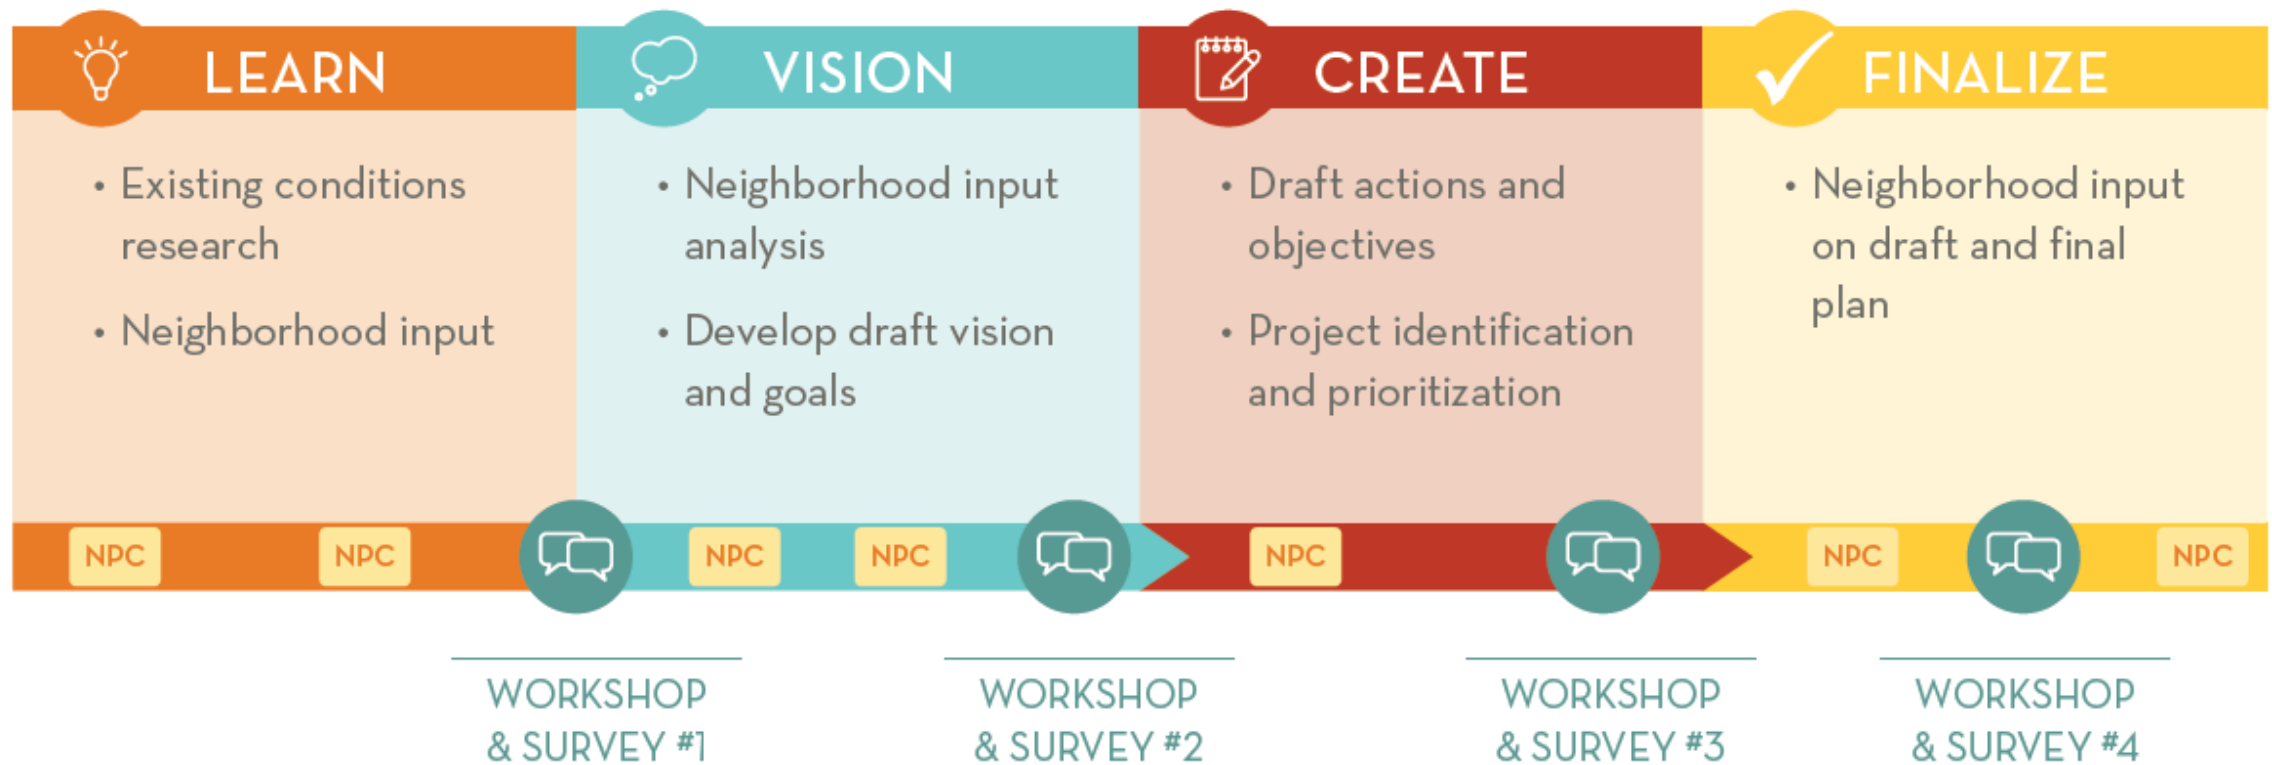 LEARN
• Existing conditions
research
• Neighborhood input
VISION
• Neighborhood input
analysis
• Develop draft vision
and goals
CREATE
• Draft actions and
objectives
• Project identification
and prioritization
FINALIZE
• Neighborhood input
on draft and final
plan
NPC
NPC
NPC
NPC
NPC
NPC
NPC
WORKSHOP
& SURVEY #1
WORKSHOP
& SURVEY #2
WORKSHOP
& SURVEY #3
WORKSHOP
& SURVEY #4